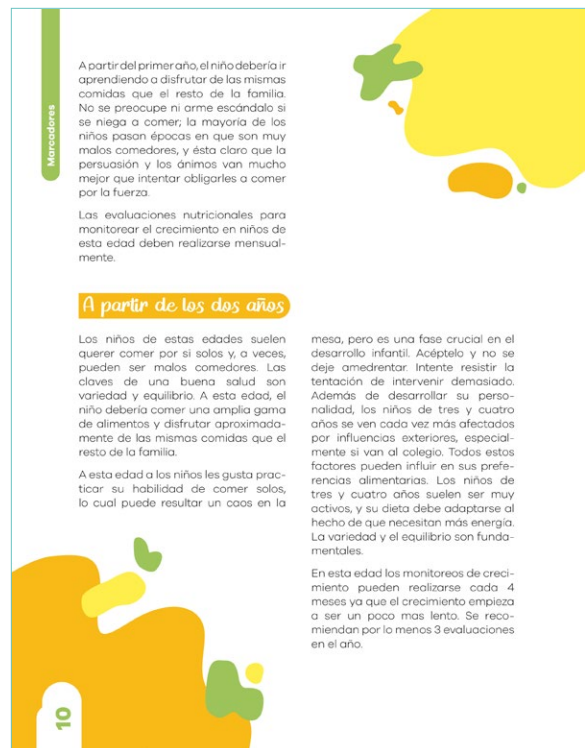 Marcadores
A partir del primer año, el niño debería ir
aprendiendo a disfrutar de las mismas
comidas que el resto de la familia.
No se preocupe ni arme escándalo si
se niega a comer; la mayoría de los
niños pasan épocas en que son muy
malos comedores, y ésta claro que la
persuasión y los ánimos van mucho
mejor que intentar obligarles a comer
por la fuerza.
Las evaluaciones nutricionales para
monitorear el crecimiento en niños de
esta edad deben realizarse mensual-
mente.
A partir de los dos años
Los niños de estas edades suelen
querer comer por si solos y, a veces,
pueden ser malos comedores. Las
claves de una buena salud son
variedad y equilibrio. A esta edad, el
niño debería comer una amplia gama
de alimentos y disfrutar aproximada-
mente de las mismas comidas que el
resto de la familia.
A esta edad a los niños les gusta prac-
ticar su habilidad de comer solos,
lo cual puede resultar un caos en la
mesa, pero es una fase crucial en el
desarrollo infantil. Acéptelo y no se
deje amedrentar. Intente resistir la
tentación de intervenir demasiado.
Además de desarrollar su perso-
nalidad, los niños de tres y cuatro
años se ven cada vez más afectados
por influencias exteriores, especial-
mente si van al colegio. Todos estos
factores pueden influir en sus prefe-
rencias alimentarias. Los niños de
tres y cuatro años suelen ser muy
activos, y su dieta debe adaptarse al
hecho de que necesitan más energía.
La variedad y el equilibrio son funda-
mentales.
En esta edad los monitoreos de creci-
miento pueden realizarse cada 4
meses ya que el crecimiento empieza
a ser un poco mas lento. Se reco-
miendan por lo menos 3 evaluaciones
en el año.
10